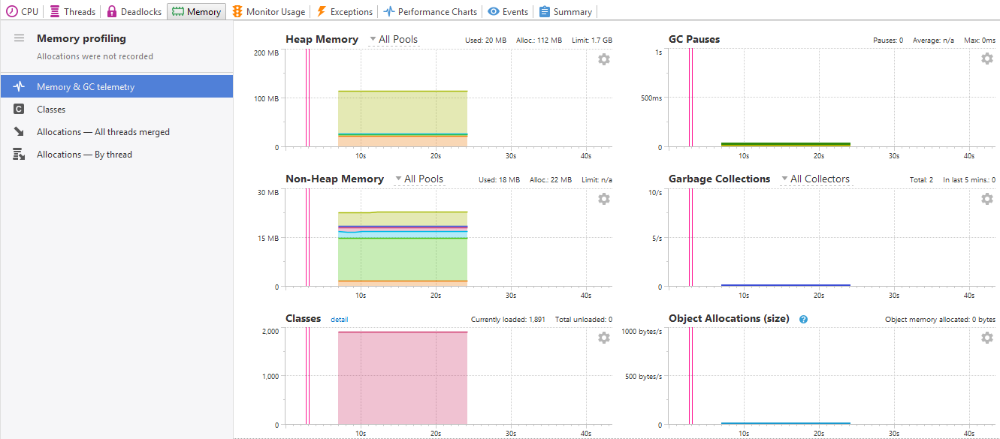 CPU Threads Deadlocks Memory Monitor Usage Exceptions Performance Charts Events Summary
Memory profiling
Allocations were not recorded
Memory & GC telemetry
C Classes
Allocations — All threads merged
Allocations — By thread
Heap Memory All Pools Used: 20 MB Alloc.: 112 MB Limit: 1.7 GB
200 MB
100 MB
0
10s 20s 30s 40s
GC Pauses Pauses: 0 Average: n/a Max: 0ms
1s
500ms
0
10s 20s 30s 40s
Non-Heap Memory All Pools Used: 18 MB Alloc.: 22 MB Limit: n/a
30 MB
15 MB
0
10s 20s 30s 40s
Garbage Collections All Collectors Total: 2 In last 5 mins.: 0
10/s
5/s
0
10s 20s 30s 40s
Classes detail Currently loaded: 1,891 Total unloaded: 0
2,000
1,000
0
10s 20s 30s 40s
Object Allocations (size) ? Object memory allocated: 0 bytes
1000 bytes/s
500 bytes/s
0
10s 20s 30s 40s